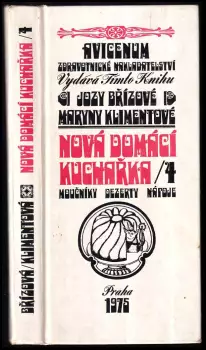 NOVÁ DOMÁCÍ KUCHAŘKA/4
BŘÍZOVÁ/KLIMENTOVÁ
AVICENUM
ZDRAVOTNICKÉ NAKLADATELSTVÍ
Vydává Tímto Knihu
JOZY BŘÍZOVÉ
MARYNY KLIMENTOVÉ
NOVÁ DOMÁCÍ
KUCHAŘKA/4
MOUČNÍKY DEZERTY NÁPOJE
Praha
1975